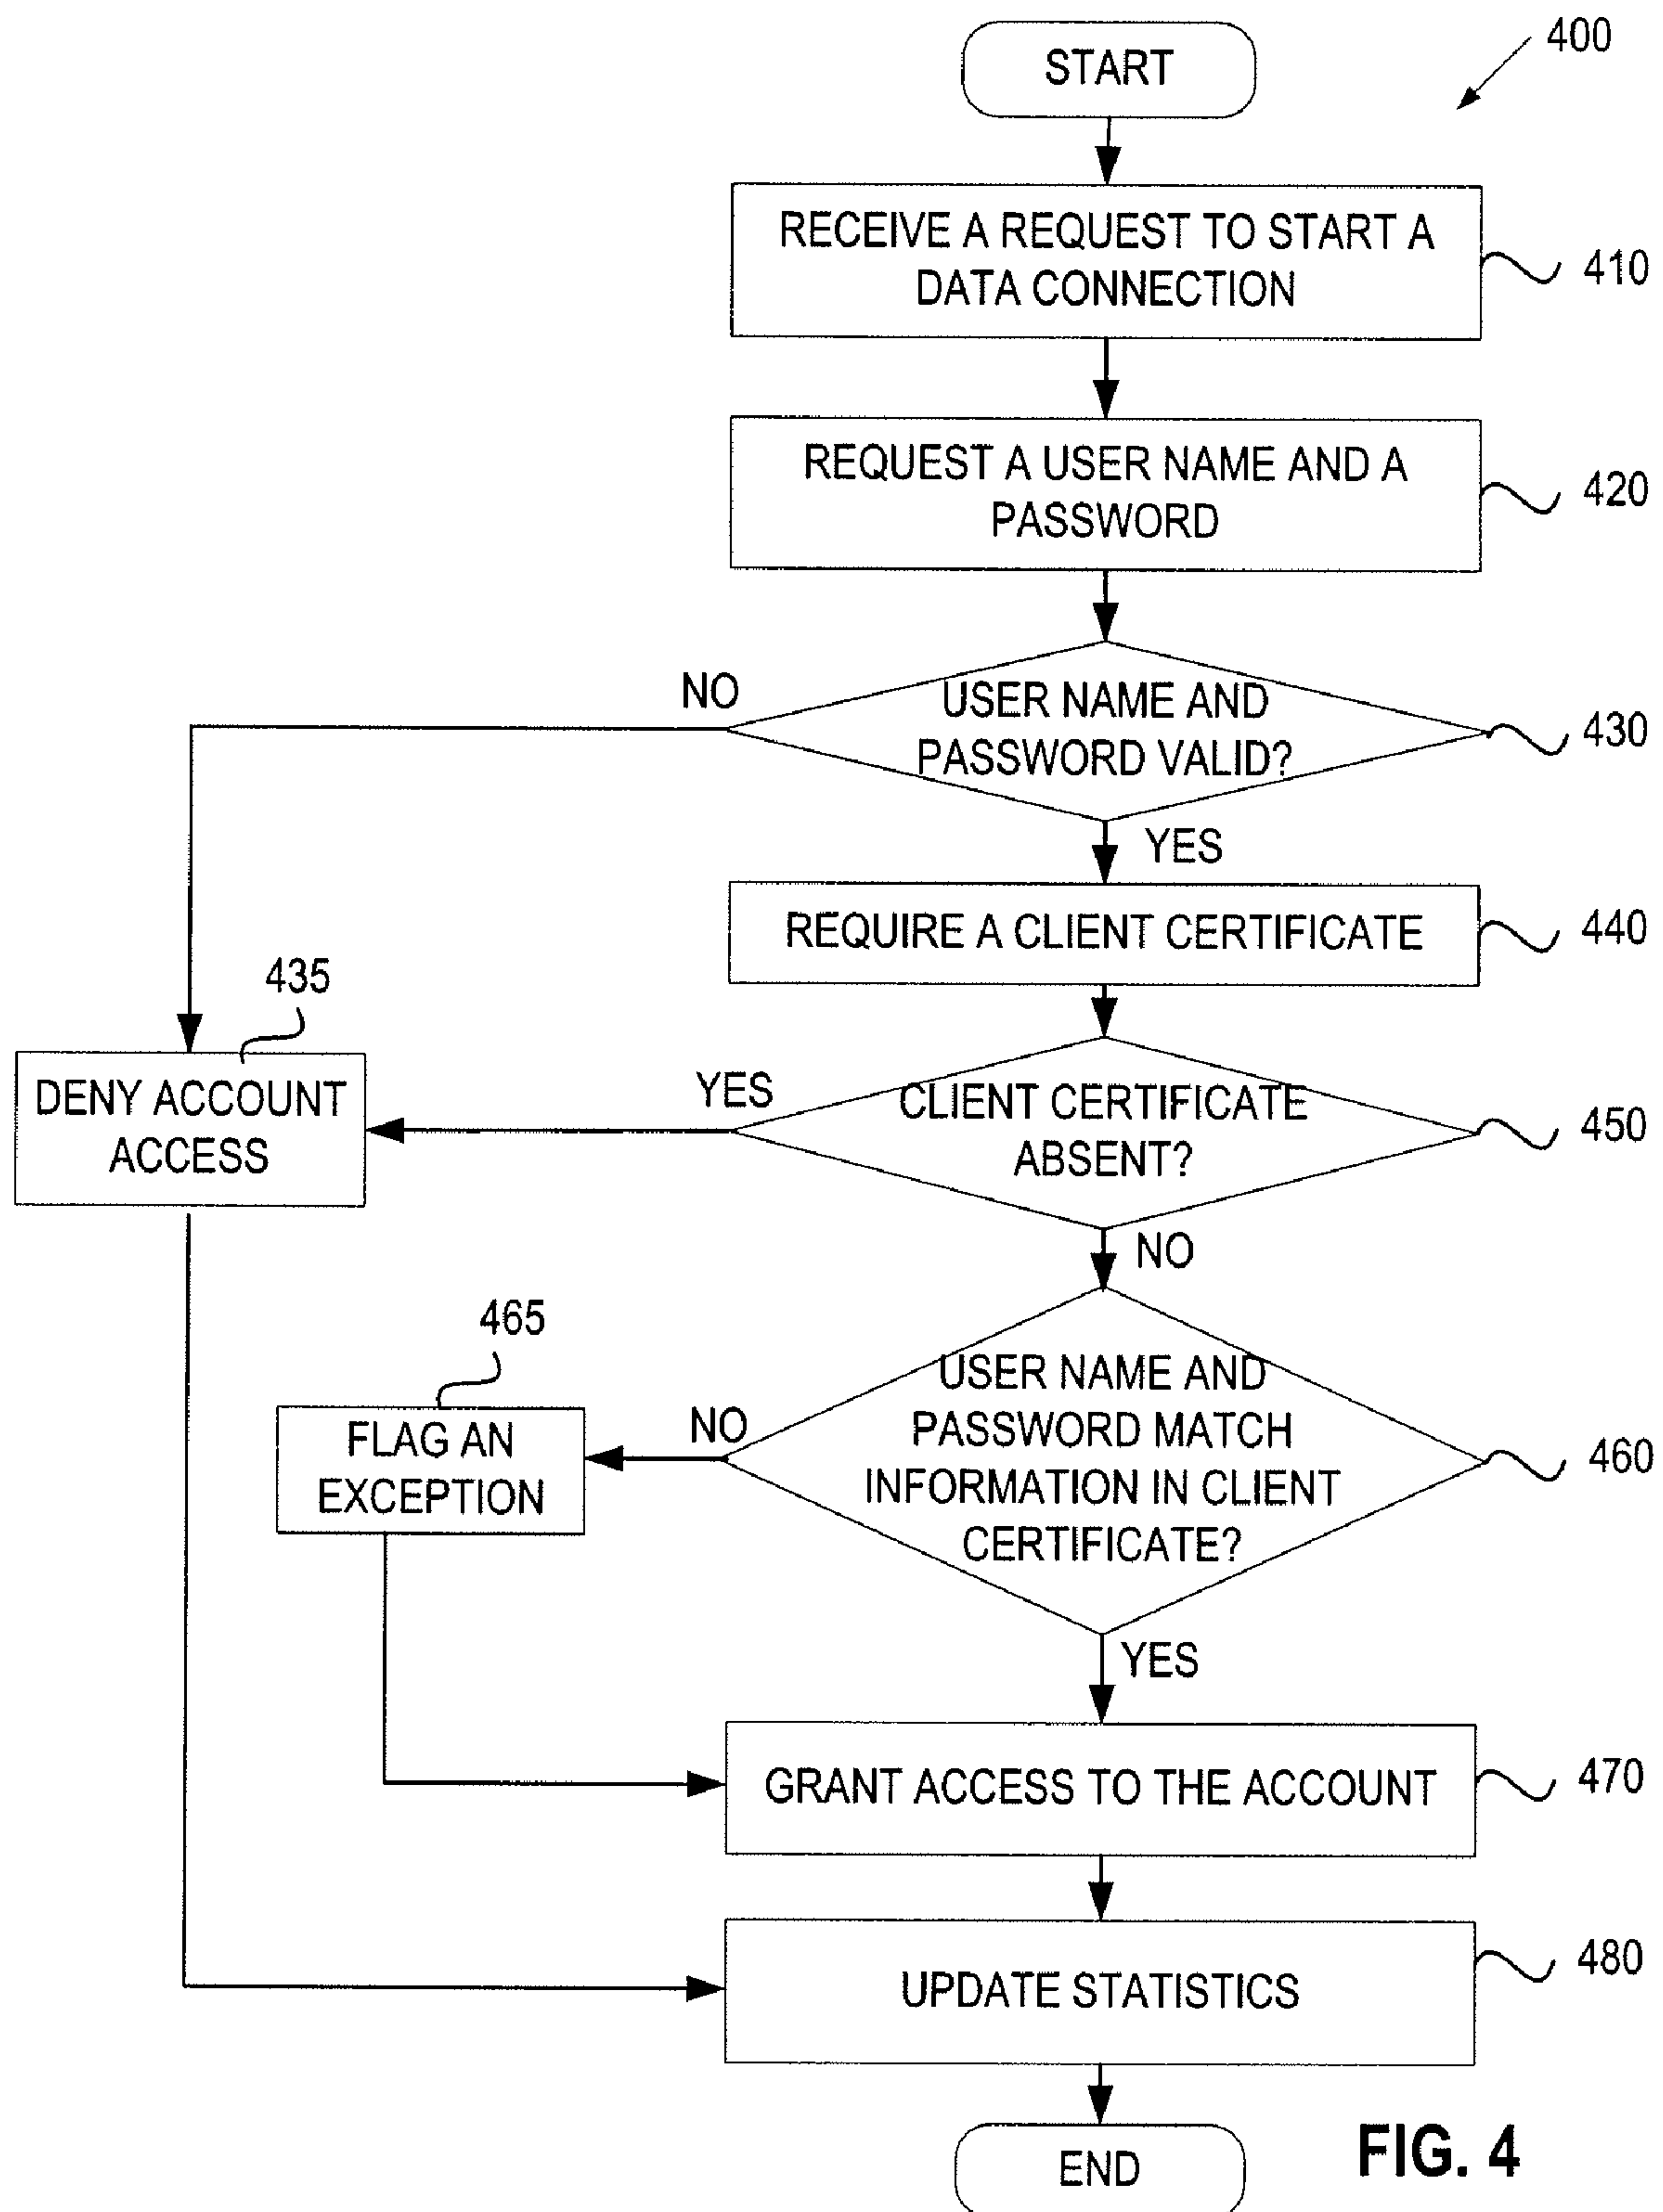 400
START
RECEIVE A REQUEST TO START A
DATA CONNECTION
410
REQUEST A USER NAME AND A
PASSWORD
420
NO
USER NAME AND
PASSWORD VALID?
430
YES
REQUIRE A CLIENT CERTIFICATE
440
435
DENY ACCOUNT
ACCESS
YES
CLIENT CERTIFICATE
ABSENT?
450
NO
465
FLAG AN
EXCEPTION
NO
USER NAME AND
PASSWORD MATCH
INFORMATION IN CLIENT
CERTIFICATE?
460
YES
GRANT ACCESS TO THE ACCOUNT
470
UPDATE STATISTICS
480
END
FIG. 4